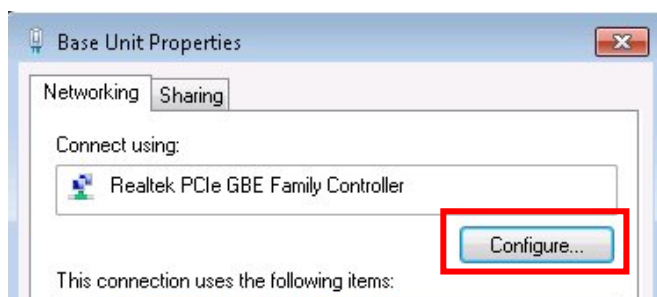 Base Unit Properties
Networking
Sharing
Connect using:
Realtek PCIe GBE Family Controller
Configure...
This connection uses the following items: